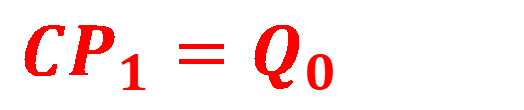 CP₁ = Q₀